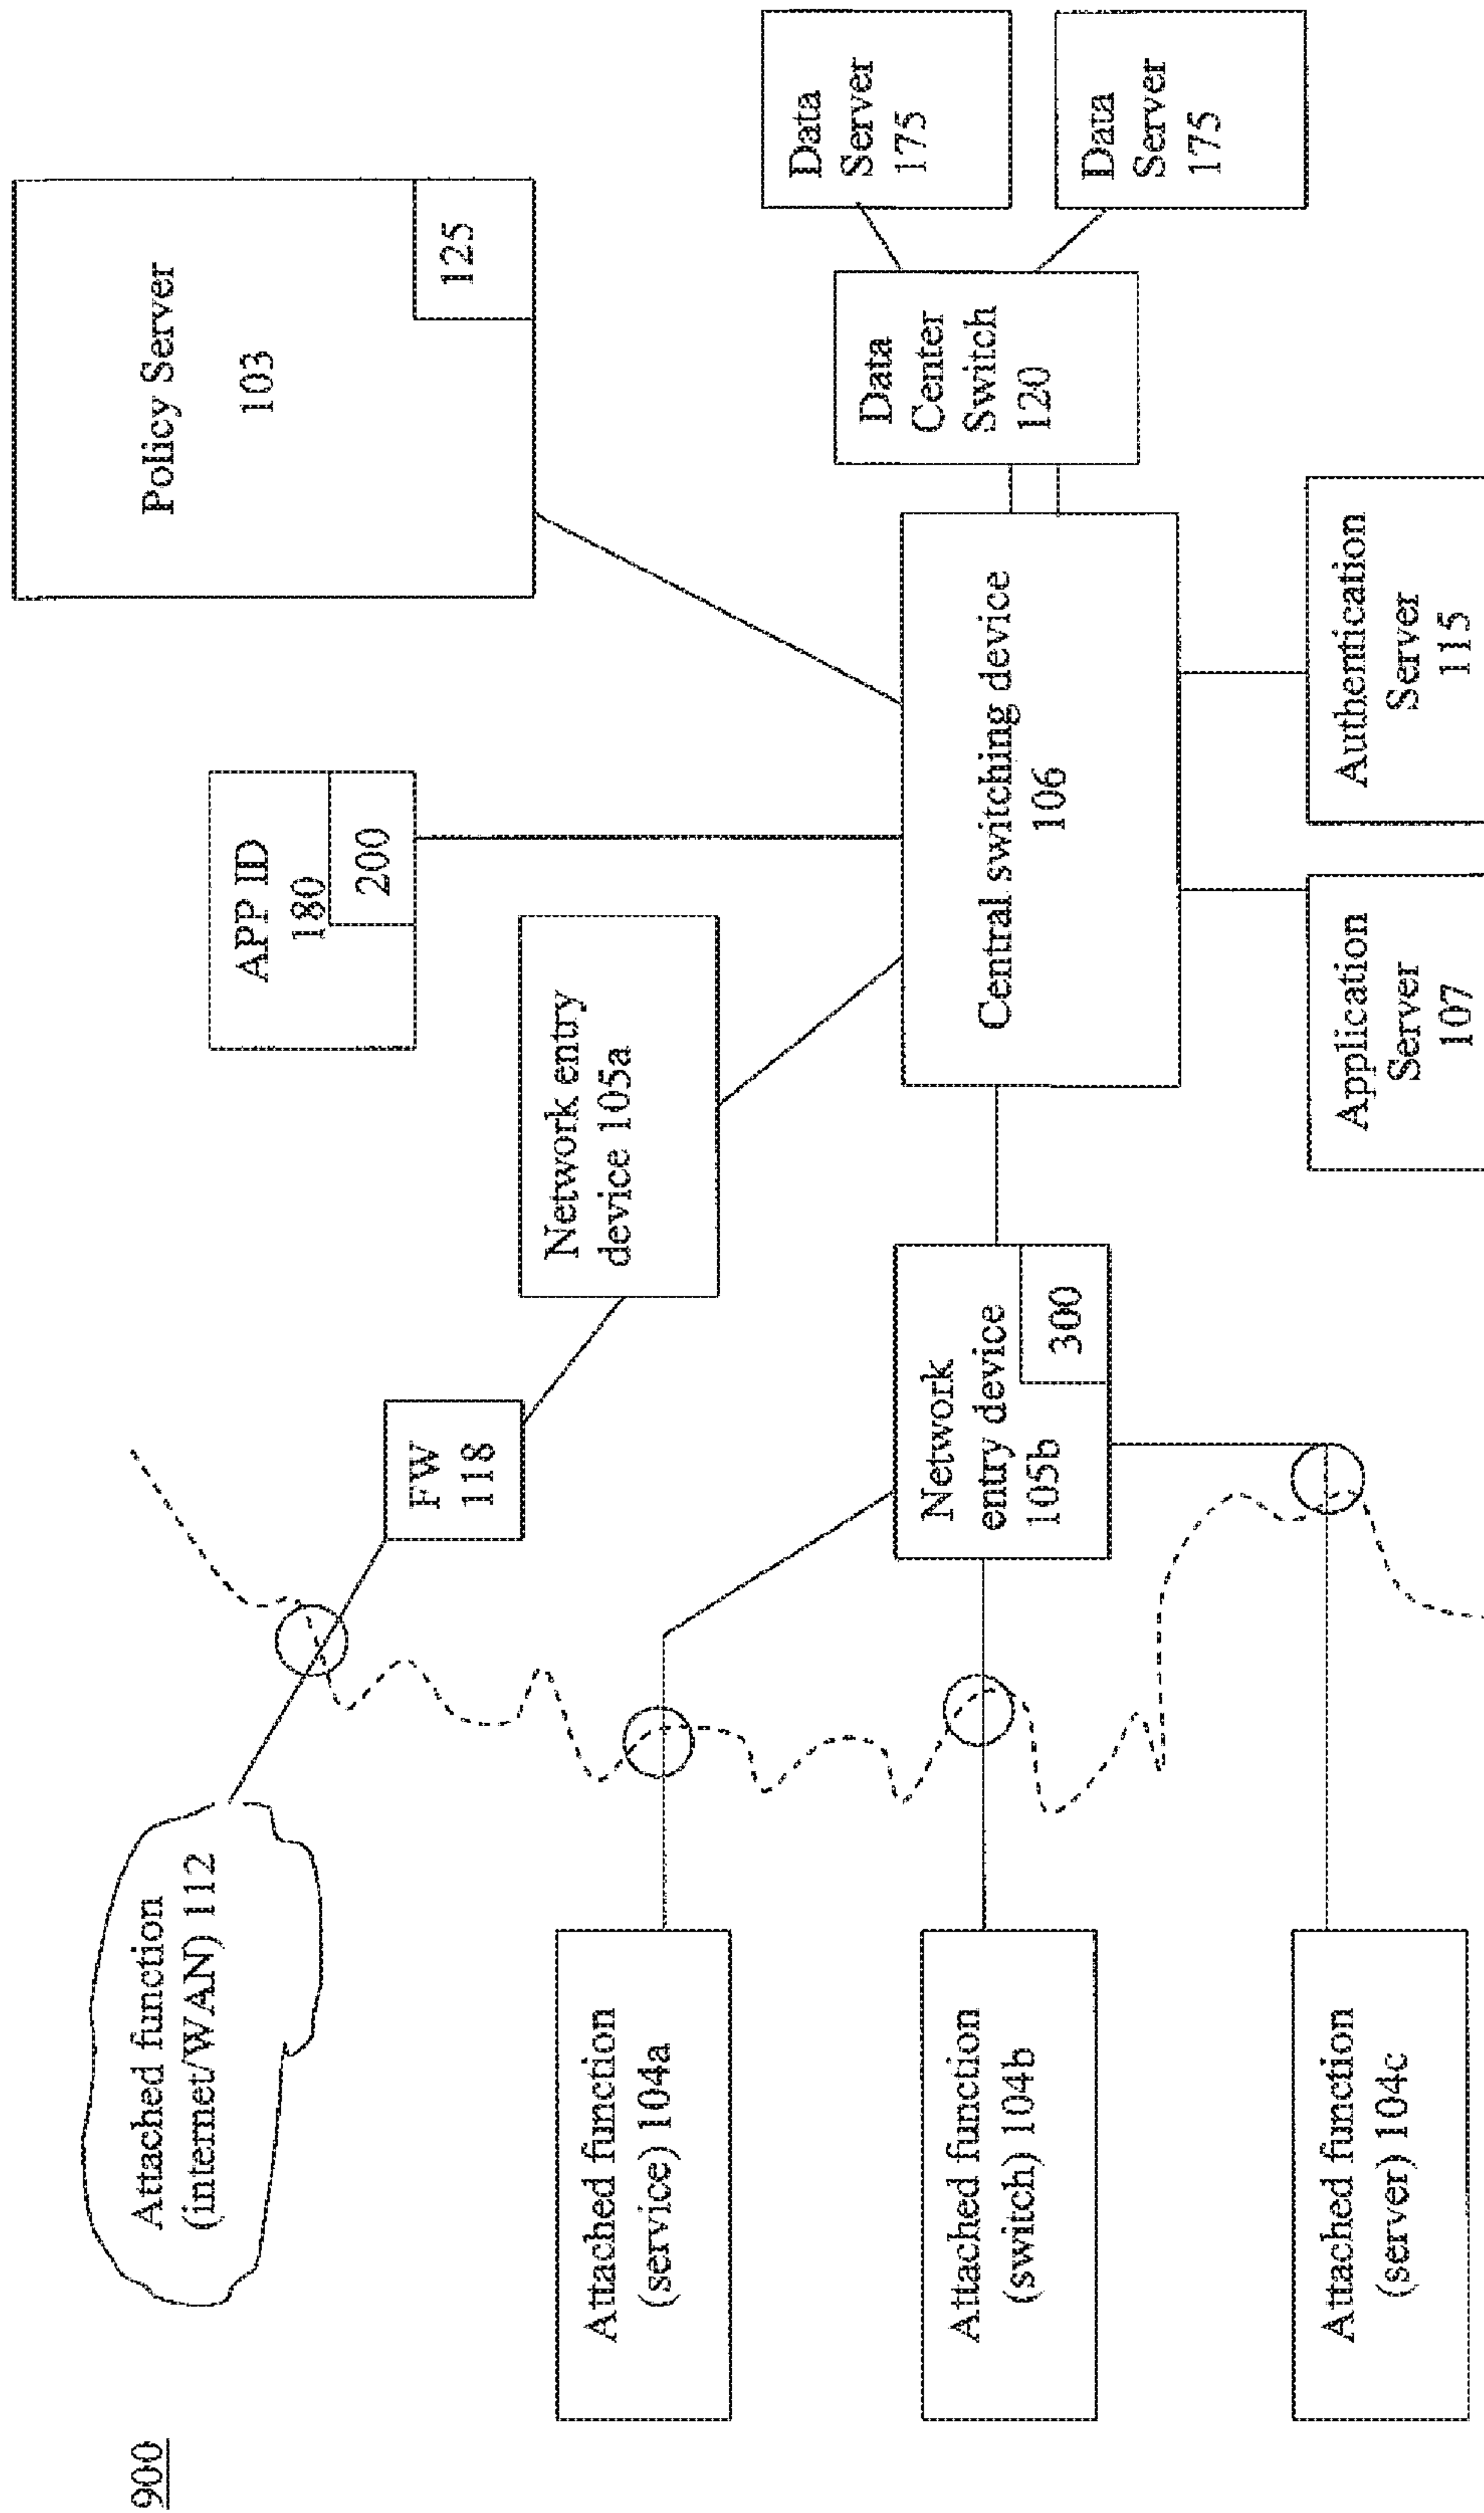 900
Attached function
(internet/WAN) 112
Attached function
(service) 104a
Attached function
(switch) 104b
Attached function
(server) 104c
FW
118
Network entry
device 105a
Network
entry device
105b
300
APP ID
180
200
Policy Server
103
125
Central switching device
106
Data
Center
Switch
120
Data
Server
175
Data
Server
175
Application
Server
107
Authentication
Server
115